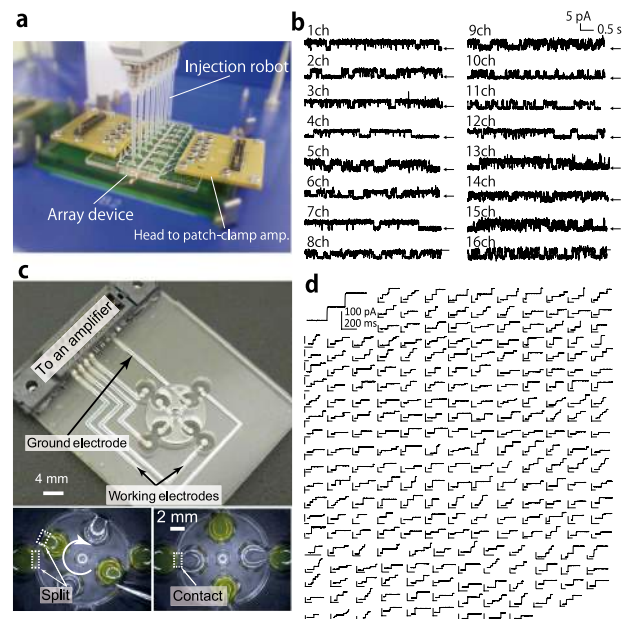 a
Injection robot
Array device
Head to patch-clamp amp.
b
5 pA
0.5 s
1ch
2ch
3ch
4ch
5ch
6ch
7ch
8ch
9ch
10ch
11ch
12ch
13ch
14ch
15ch
16ch
c
To an amplifier
Ground electrode
4 mm
Working electrodes
Split
2 mm
Contact
d
100 pA
200 ms